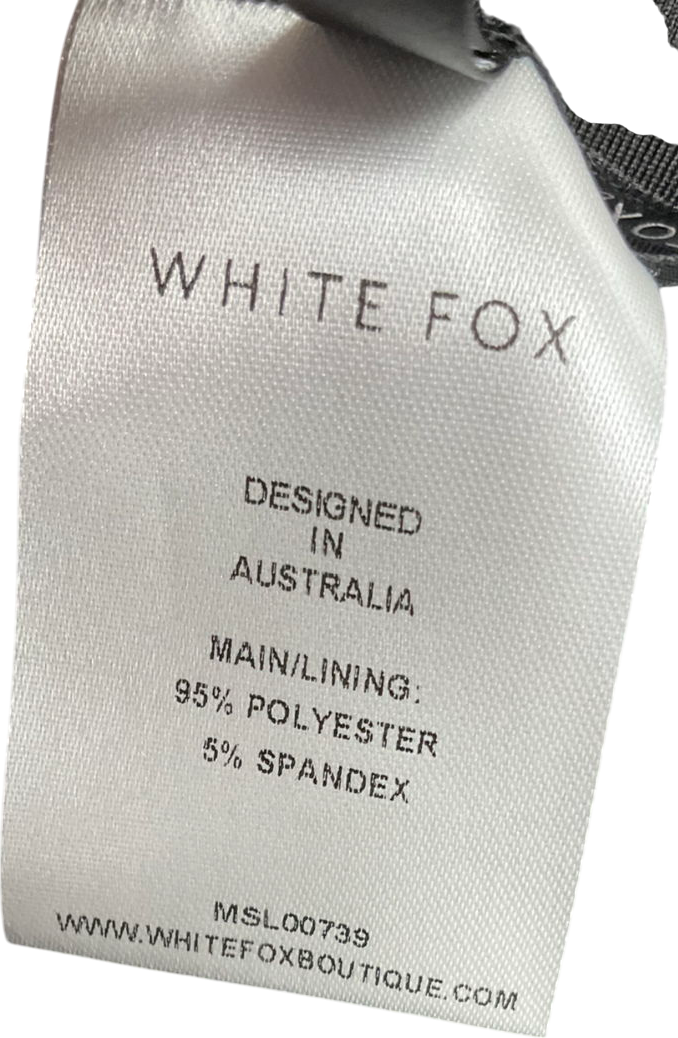 WHITE FOX
DESIGNED
IN
AUSTRALIA
MAIN/LINING:
95% POLYESTER
5% SPANDEX
MSL00739
WWW.WHITEFOXBOUTIQUE.COM